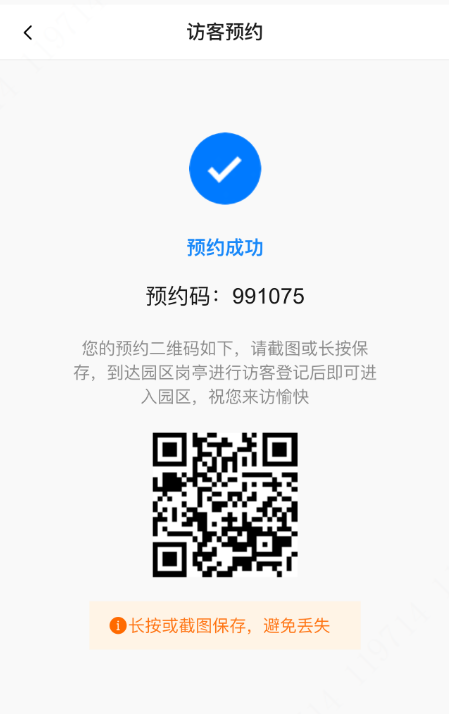 访客预约
预约成功
预约码：991075
您的预约二维码如下，请截图或长按保
存，到达园区岗亭进行访客登记后即可进
入园区，祝您来访愉快
长按或截图保存，避免丢失